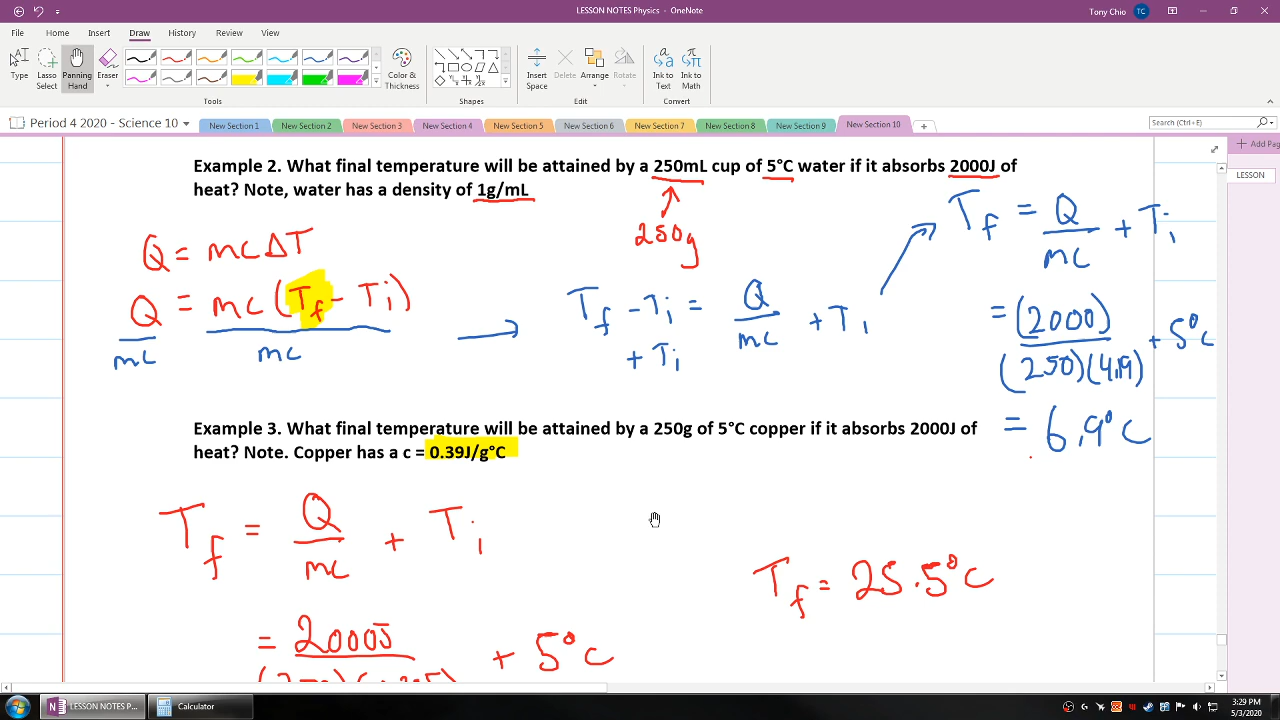 LESSON NOTES Physics - OneNote
Tony Chio TC
File Home Insert Draw History Review View
Type Lasso Select Panning Hand Eraser
Color & Thickness
Insert Space Delete Arrange Rotate
Ink to Text Ink to Math
Tools Shapes Edit Convert
Period 4 2020 - Science 10 New Section 1 New Section 2 New Section 3 New Section 4 New Section 5 New Section 6 New Section 7 New Section 8 New Section 9 New Section 10
Search (Ctrl+E)
Add Pag
LESSON
Example 2. What final temperature will be attained by a 250mL cup of 5°C water if it absorbs 2000J of
heat? Note, water has a density of 1g/mL
250g
Q = mcΔT
Q = mc(Tf - Ti)
mc mc
Tf - Ti = Q/mc + Ti
+ Ti
Tf = Q/mc + Ti
= (2000)/(250)(4.19) + 5°C
= 6.9°C
Example 3. What final temperature will be attained by a 250g of 5°C copper if it absorbs 2000J of
heat? Note. Copper has a c = 0.39J/g°C
Tf = Q/mc + Ti
= 2000J + 5°C
Tf = 25.5°C
LESSON NOTES P... Calculator
3:29 PM
5/3/2020